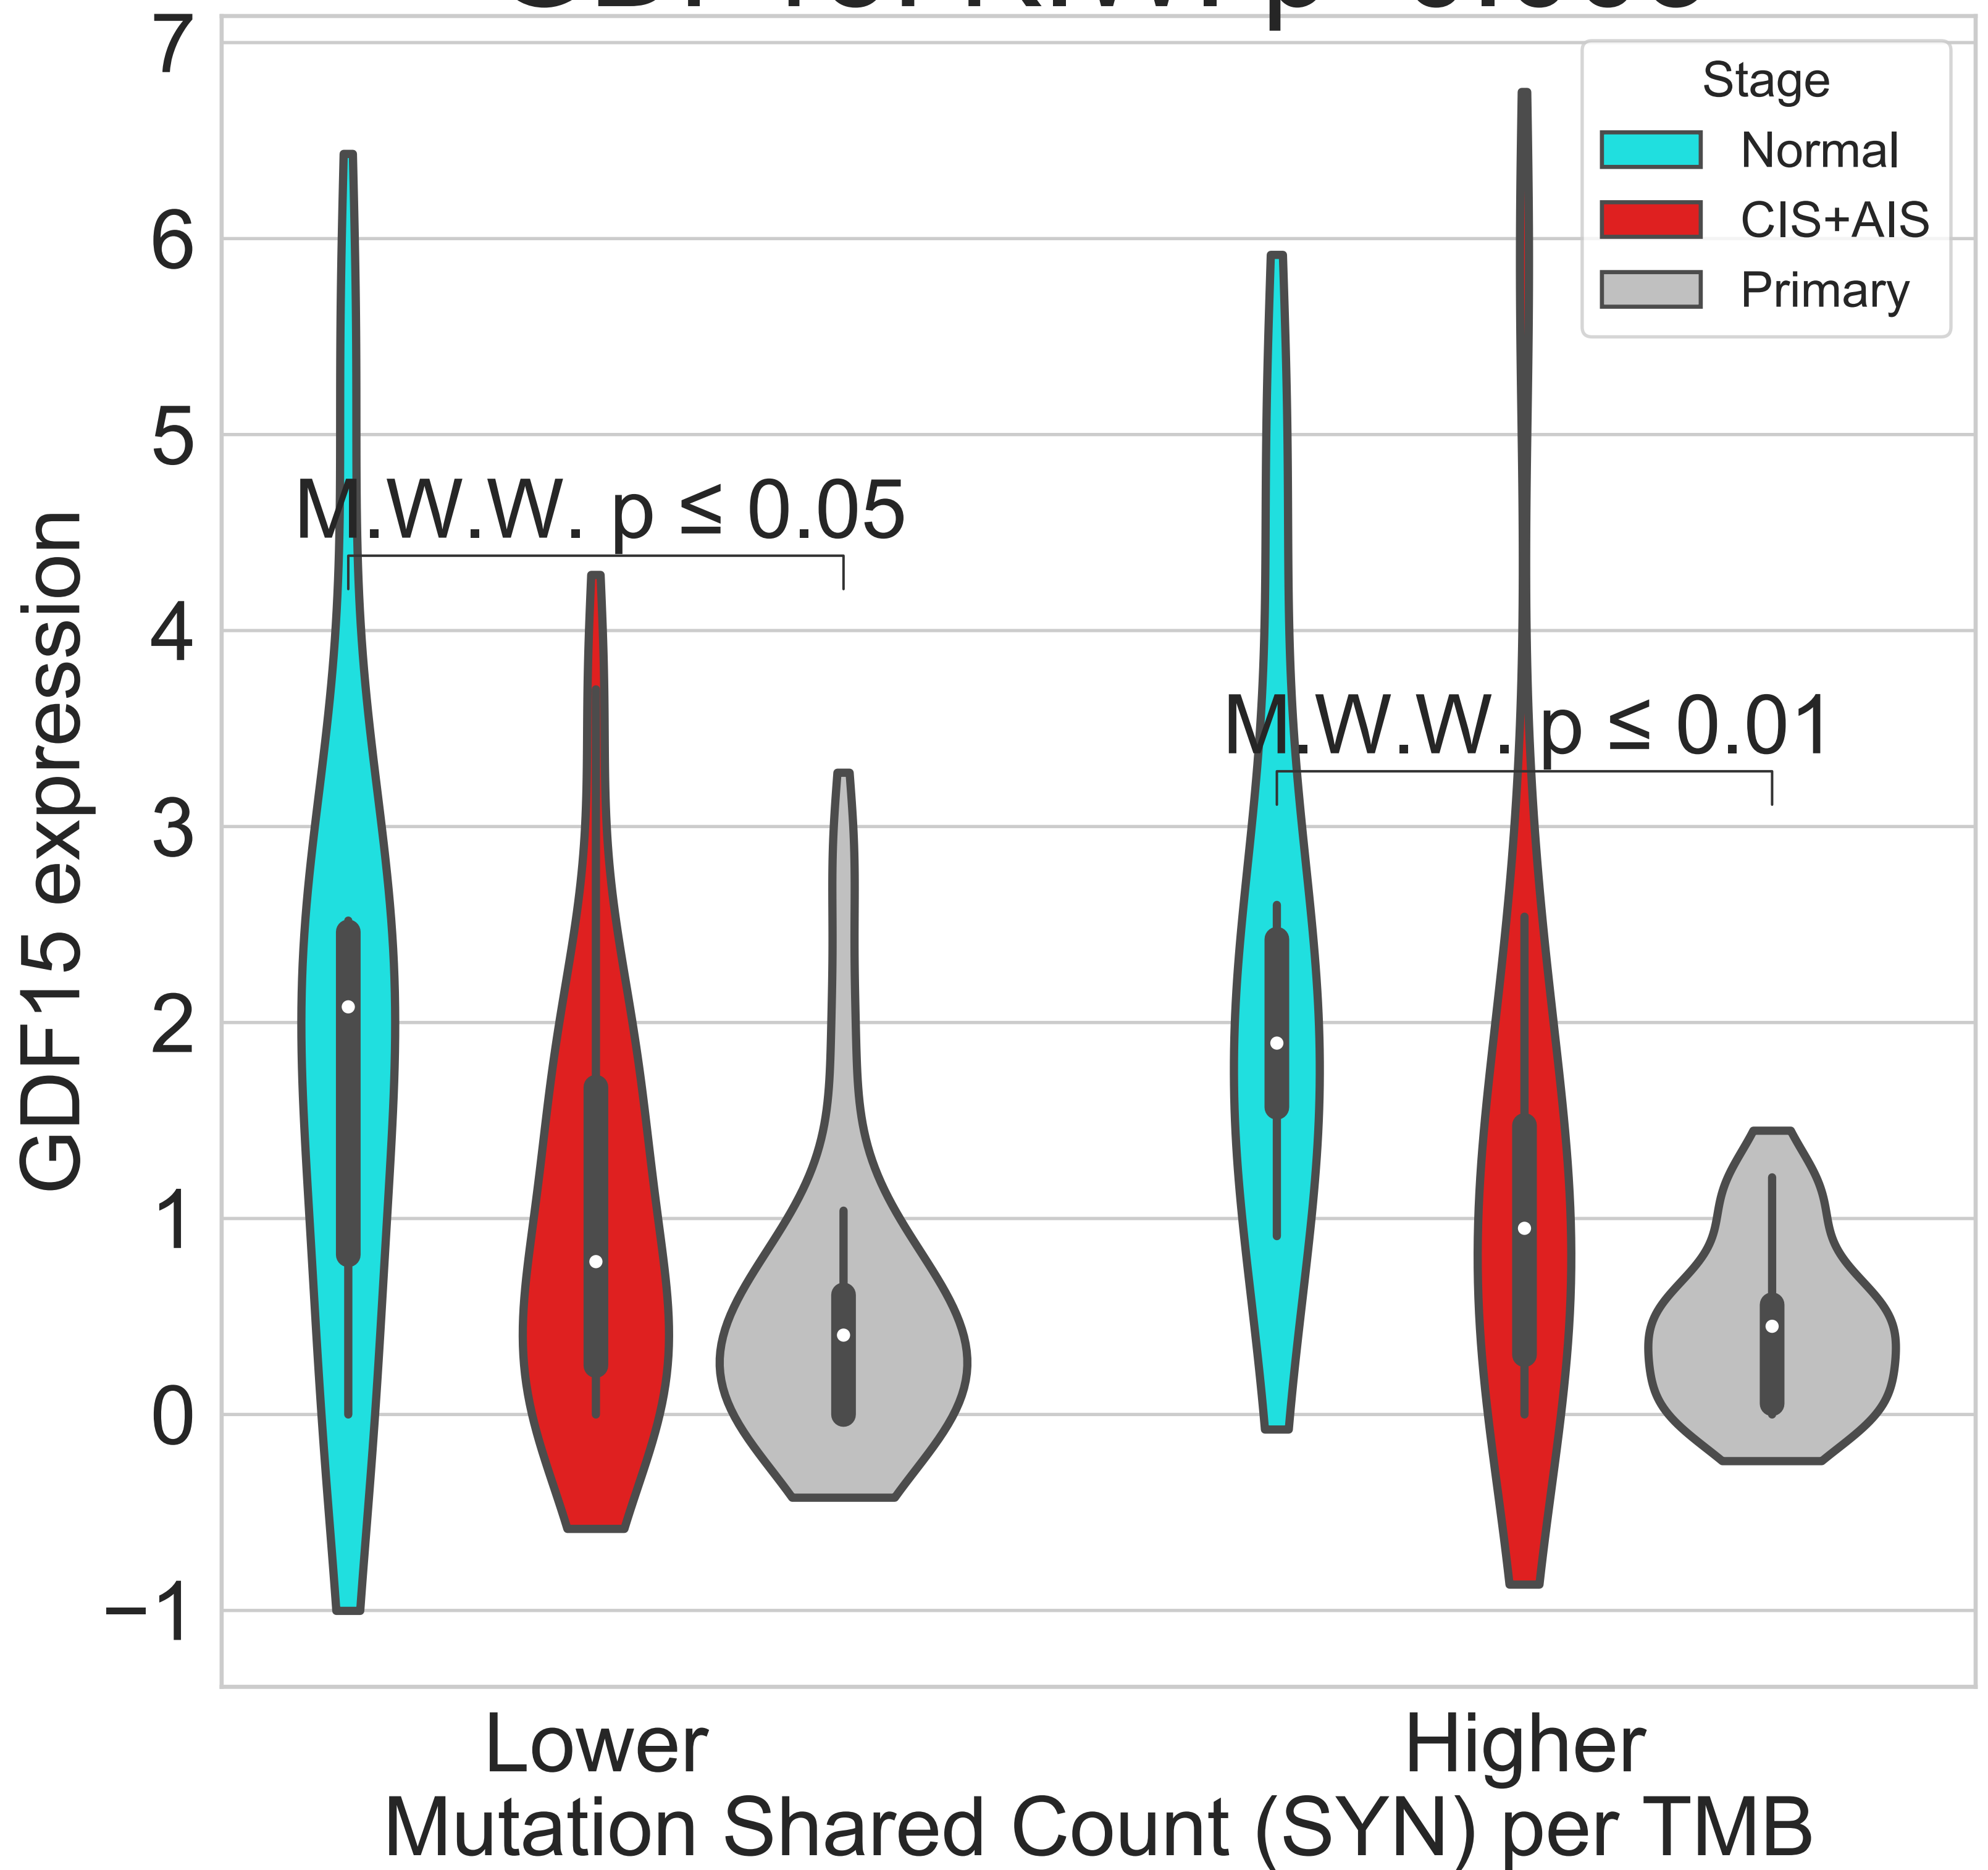 7
6
5
4
3
2
1
0
−1
GDF15 expression
Stage
Normal
CIS+AIS
Primary
M.W.W. p ≤ 0.05
M.W.W. p ≤ 0.01
Lower
Higher
Mutation Shared Count (SYN) per TMB